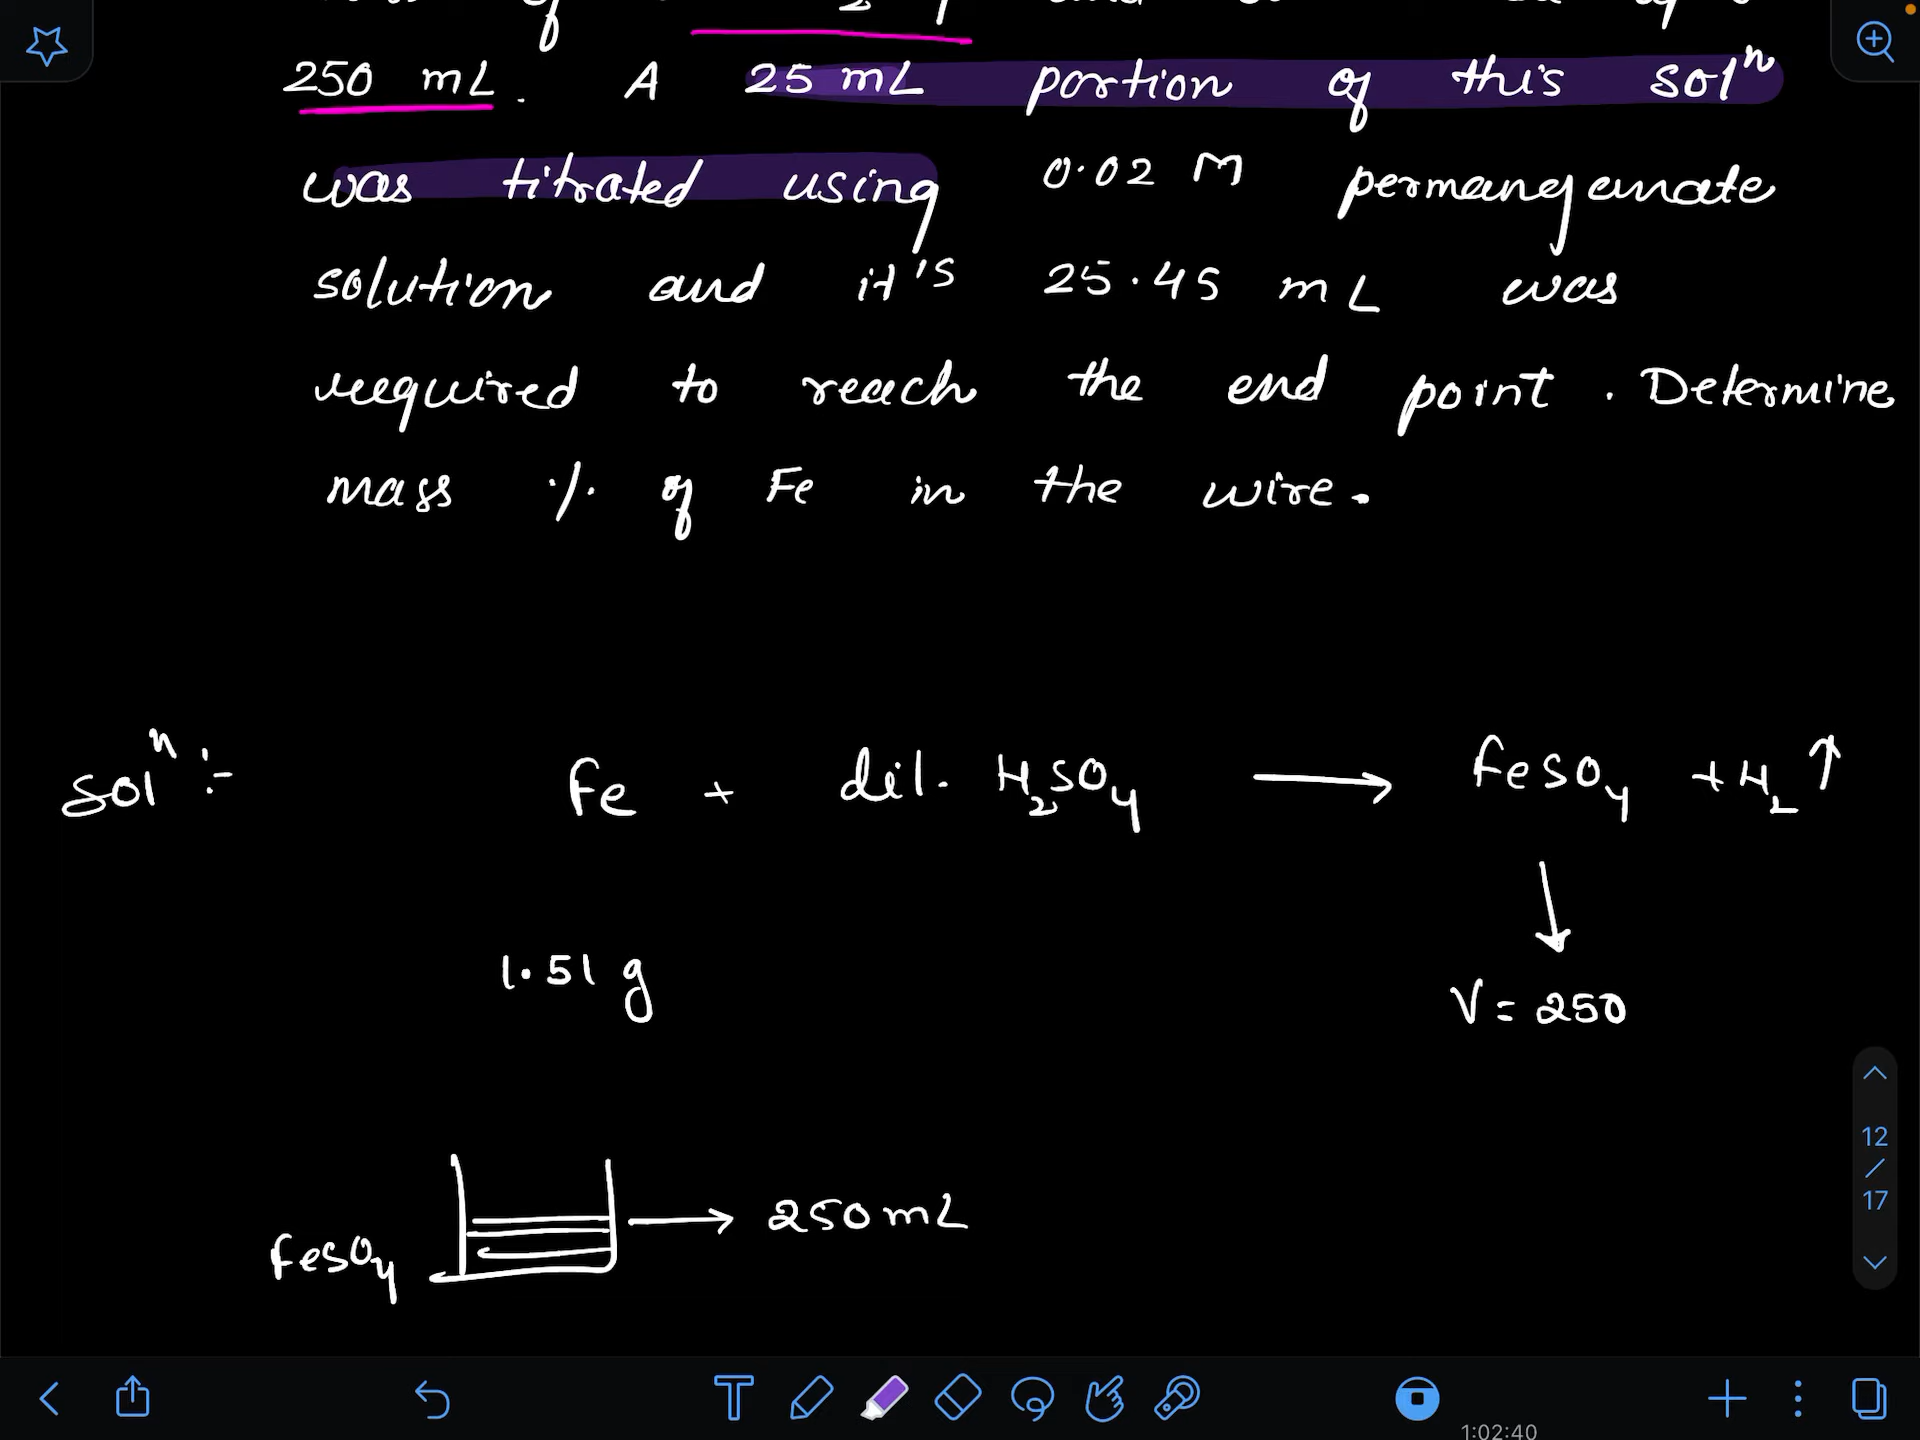 250 mL. A 25 mL portion of this solⁿ
was titrated using 0.02 M permanganate
solution and it's 25.45 mL was
required to reach the end point. Determine
mass % of Fe in the wire.
solⁿ :- Fe + dil. H₂SO₄ → FeSO₄ + H₂ ↑
↓
1.51 g
V = 250
FeSO₄ → 250 mL
12
/
17
T
1:02:40